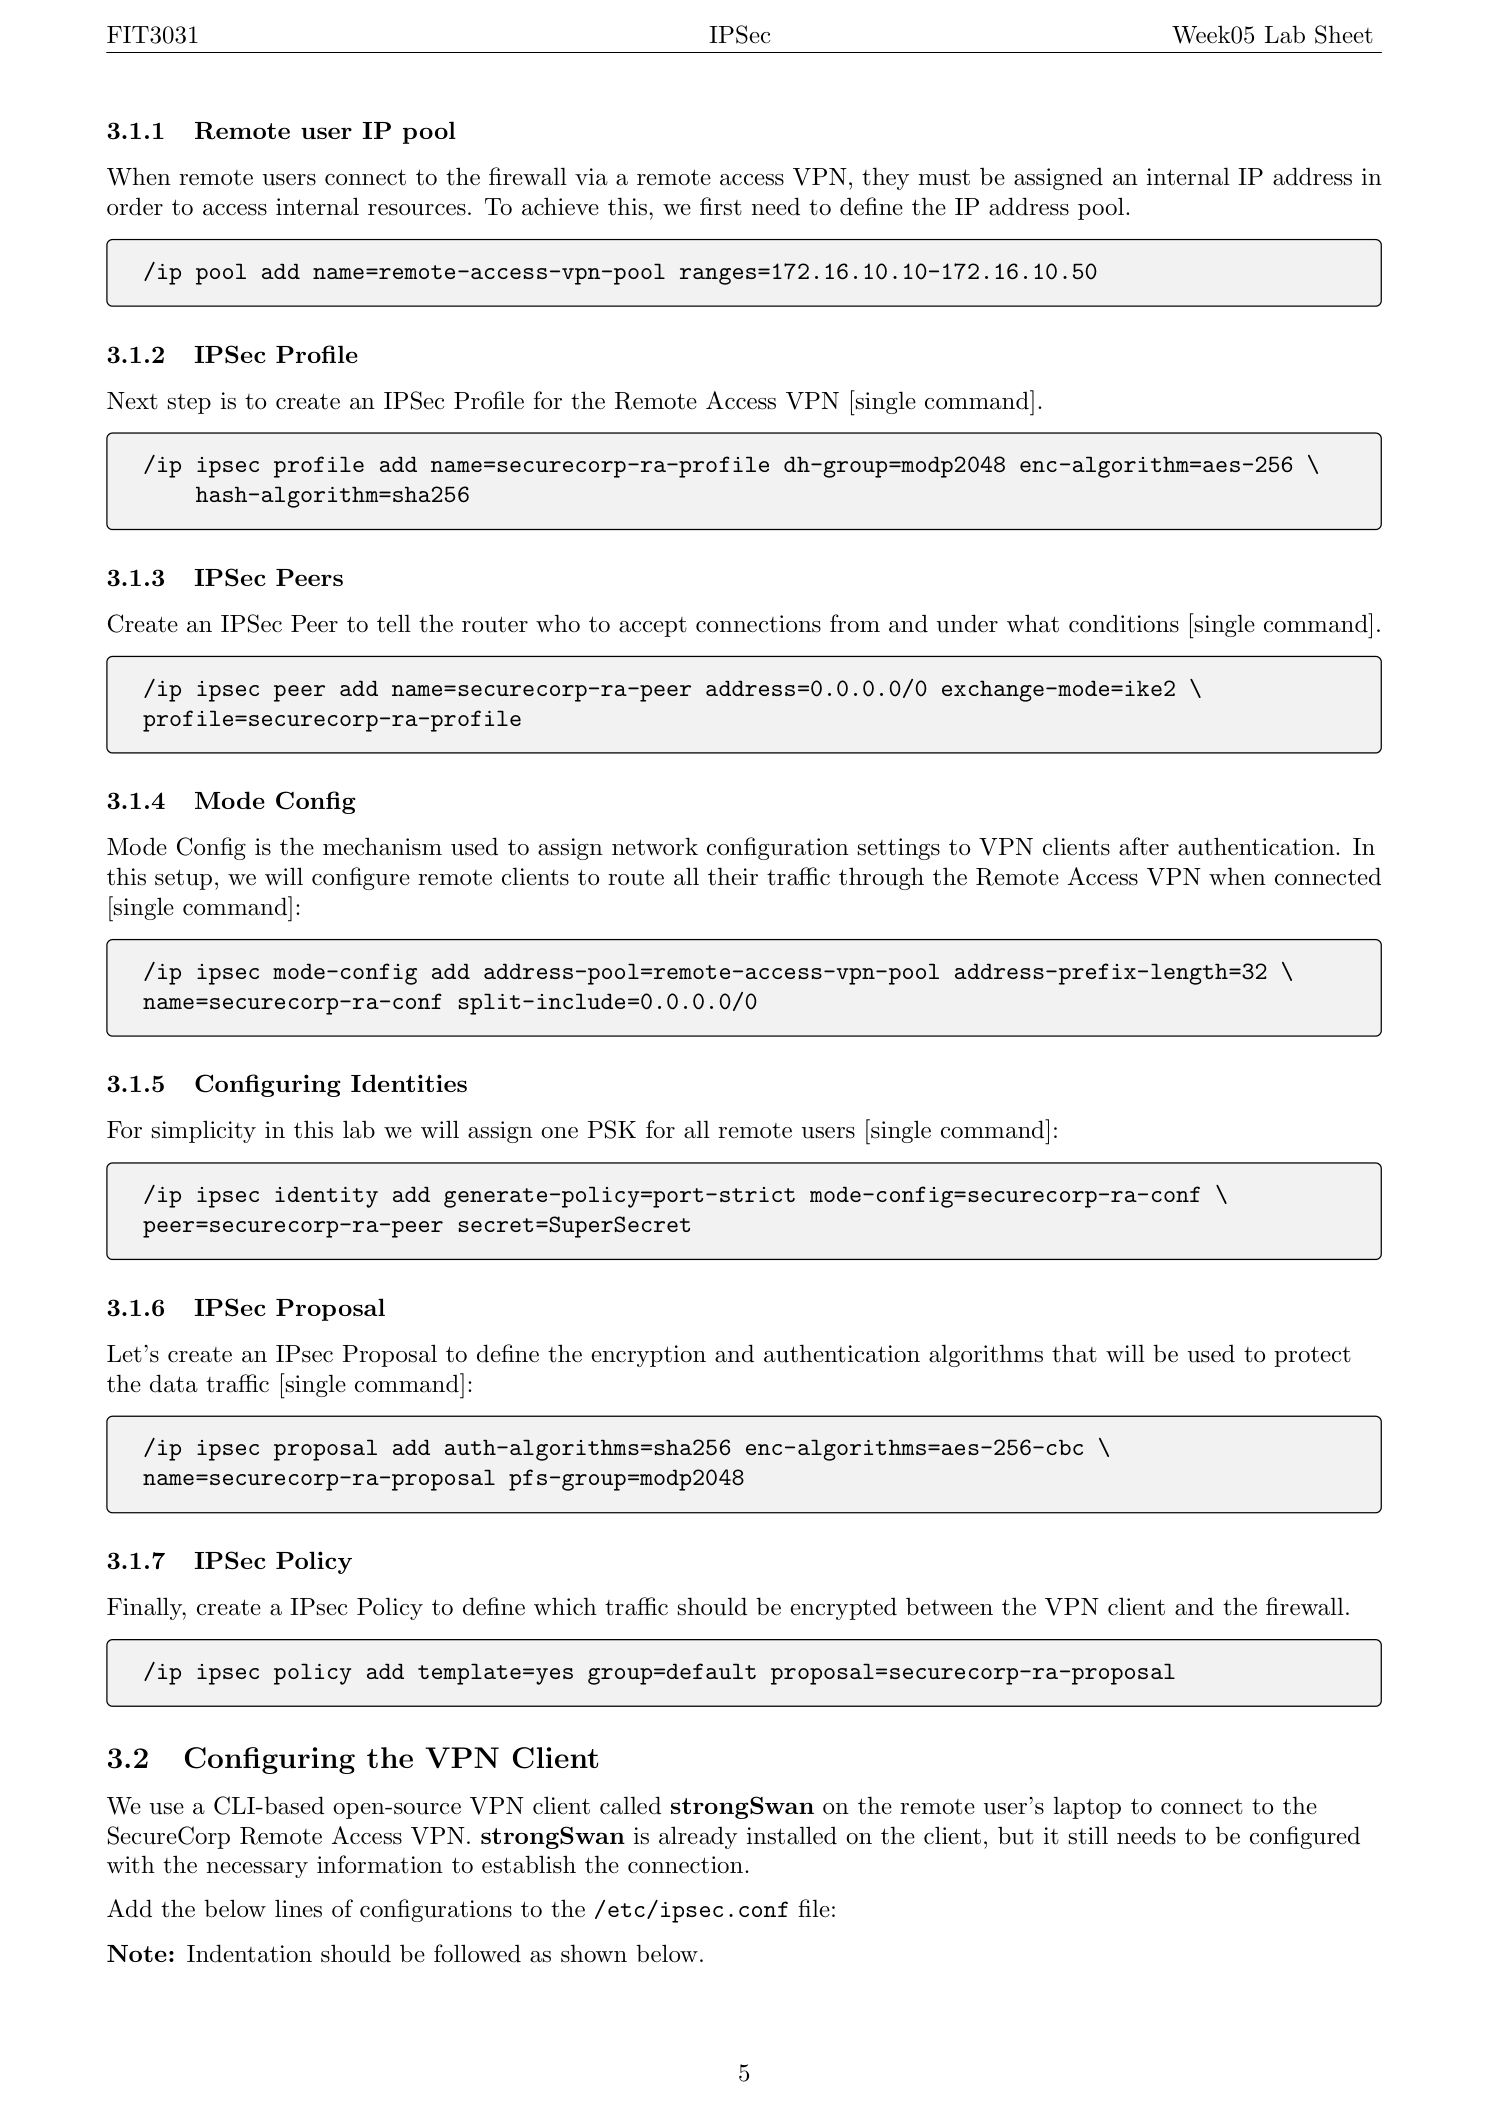 FIT3031 IPSec Week05 Lab Sheet
3.1.1 Remote user IP pool
When remote users connect to the firewall via a remote access VPN, they must be assigned an internal IP address in
order to access internal resources. To achieve this, we first need to define the IP address pool.
/ip pool add name=remote-access-vpn-pool ranges=172.16.10.10-172.16.10.50
3.1.2 IPSec Profile
Next step is to create an IPSec Profile for the Remote Access VPN [single command].
/ip ipsec profile add name=securecorp-ra-profile dh-group=modp2048 enc-algorithm=aes-256 \
hash-algorithm=sha256
3.1.3 IPSec Peers
Create an IPSec Peer to tell the router who to accept connections from and under what conditions [single command].
/ip ipsec peer add name=securecorp-ra-peer address=0.0.0.0/0 exchange-mode=ike2 \
profile=securecorp-ra-profile
3.1.4 Mode Config
Mode Config is the mechanism used to assign network configuration settings to VPN clients after authentication. In
this setup, we will configure remote clients to route all their traffic through the Remote Access VPN when connected
[single command]:
/ip ipsec mode-config add address-pool=remote-access-vpn-pool address-prefix-length=32 \
name=securecorp-ra-conf split-include=0.0.0.0/0
3.1.5 Configuring Identities
For simplicity in this lab we will assign one PSK for all remote users [single command]:
/ip ipsec identity add generate-policy=port-strict mode-config=securecorp-ra-conf \
peer=securecorp-ra-peer secret=SuperSecret
3.1.6 IPSec Proposal
Let's create an IPsec Proposal to define the encryption and authentication algorithms that will be used to protect
the data traffic [single command]:
/ip ipsec proposal add auth-algorithms=sha256 enc-algorithms=aes-256-cbc \
name=securecorp-ra-proposal pfs-group=modp2048
3.1.7 IPSec Policy
Finally, create a IPsec Policy to define which traffic should be encrypted between the VPN client and the firewall.
/ip ipsec policy add template=yes group=default proposal=securecorp-ra-proposal
3.2 Configuring the VPN Client
We use a CLI-based open-source VPN client called strongSwan on the remote user's laptop to connect to the
SecureCorp Remote Access VPN. strongSwan is already installed on the client, but it still needs to be configured
with the necessary information to establish the connection.
Add the below lines of configurations to the /etc/ipsec.conf file:
Note: Indentation should be followed as shown below.
5